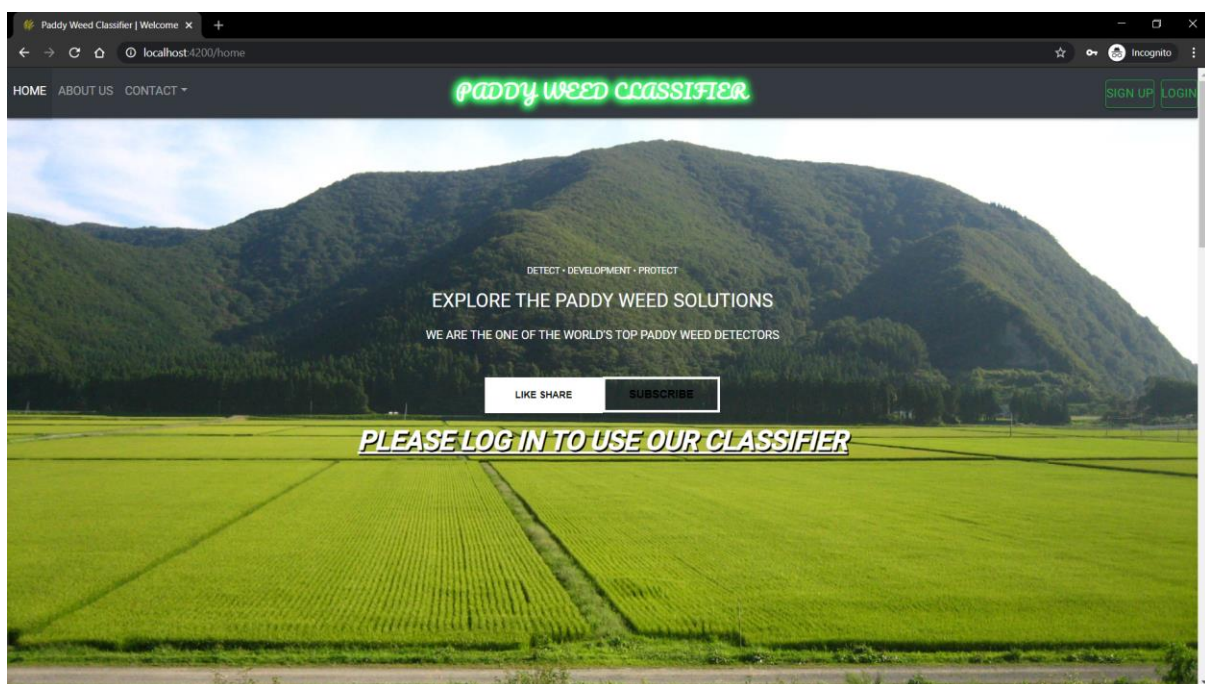 Paddy Weed Classifier | Welcome
localhost:4200/home
Incognito
HOME ABOUT US CONTACT
PADDY WEED CLASSIFIER
SIGN UP LOGIN
DETECT • DEVELOPMENT • PROTECT
EXPLORE THE PADDY WEED SOLUTIONS
WE ARE THE ONE OF THE WORLD'S TOP PADDY WEED DETECTORS
LIKE SHARE SUBSCRIBE
PLEASE LOG IN TO USE OUR CLASSIFIER